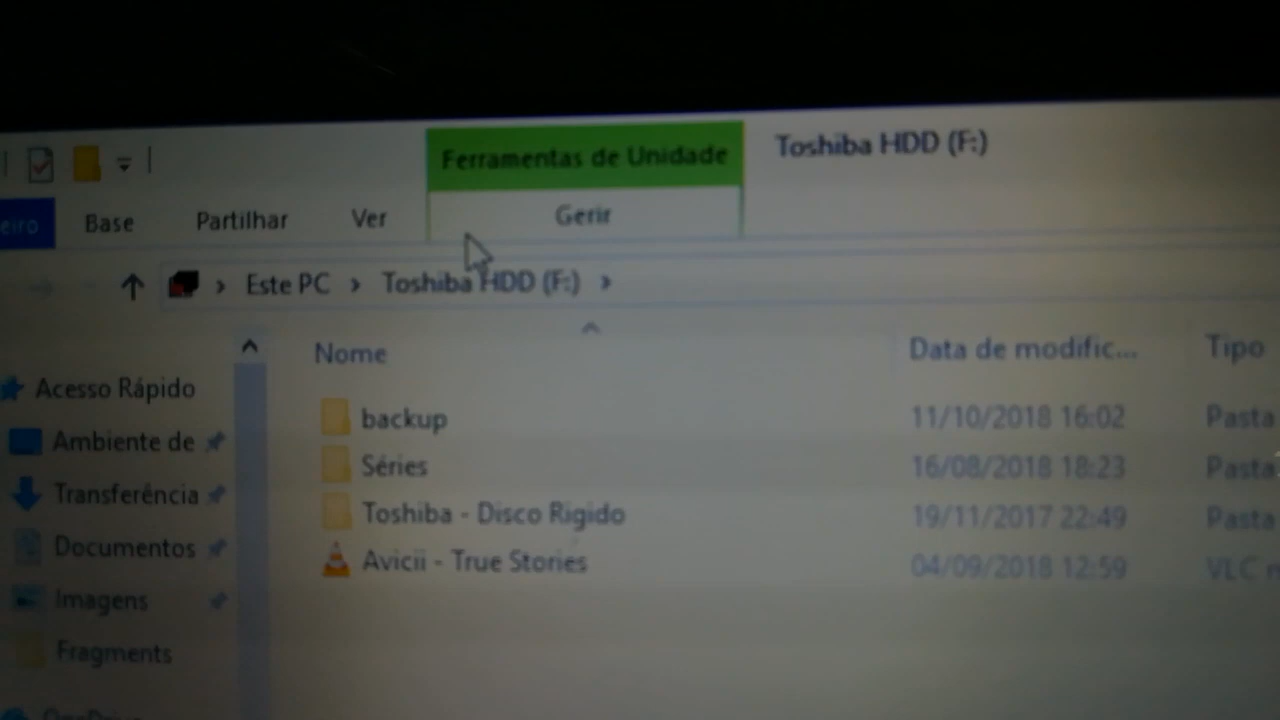 Ferramentas de Unidade
Toshiba HDD (F:)
eiro
Base
Partilhar
Ver
Gerir
Este PC
Toshiba HDD (F:)
Nome
Data de modific...
Tipo
Acesso Rápido
Ambiente de
Transferência
Documentos
Imagens
Fragments
OneDrive
backup
11/10/2018 16:02
Pasta
Séries
16/08/2018 18:23
Pasta
Toshiba - Disco Rigido
19/11/2017 22:49
Pasta
Avicii - True Stories
04/09/2018 12:59
VLC